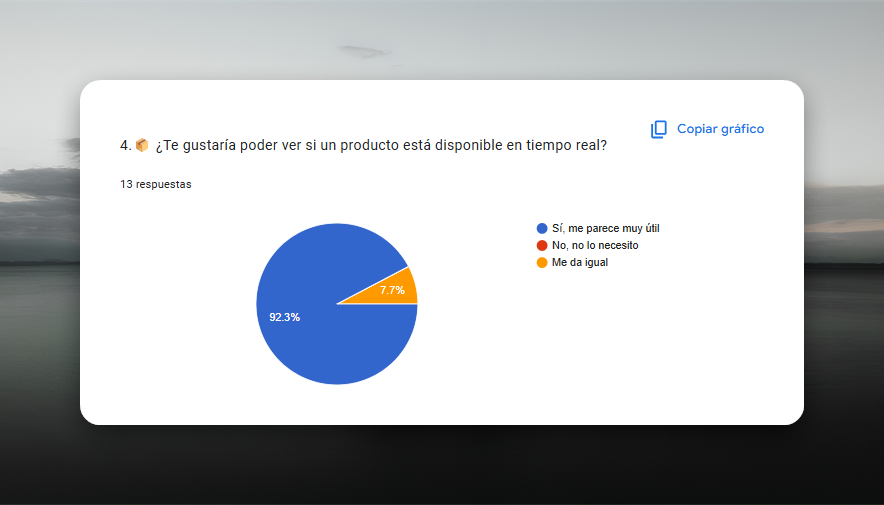 Copiar gráfico
4.📦 ¿Te gustaría poder ver si un producto está disponible en tiempo real?
13 respuestas
Sí, me parece muy útil
No, no lo necesito
Me da igual
7.7%
92.3%